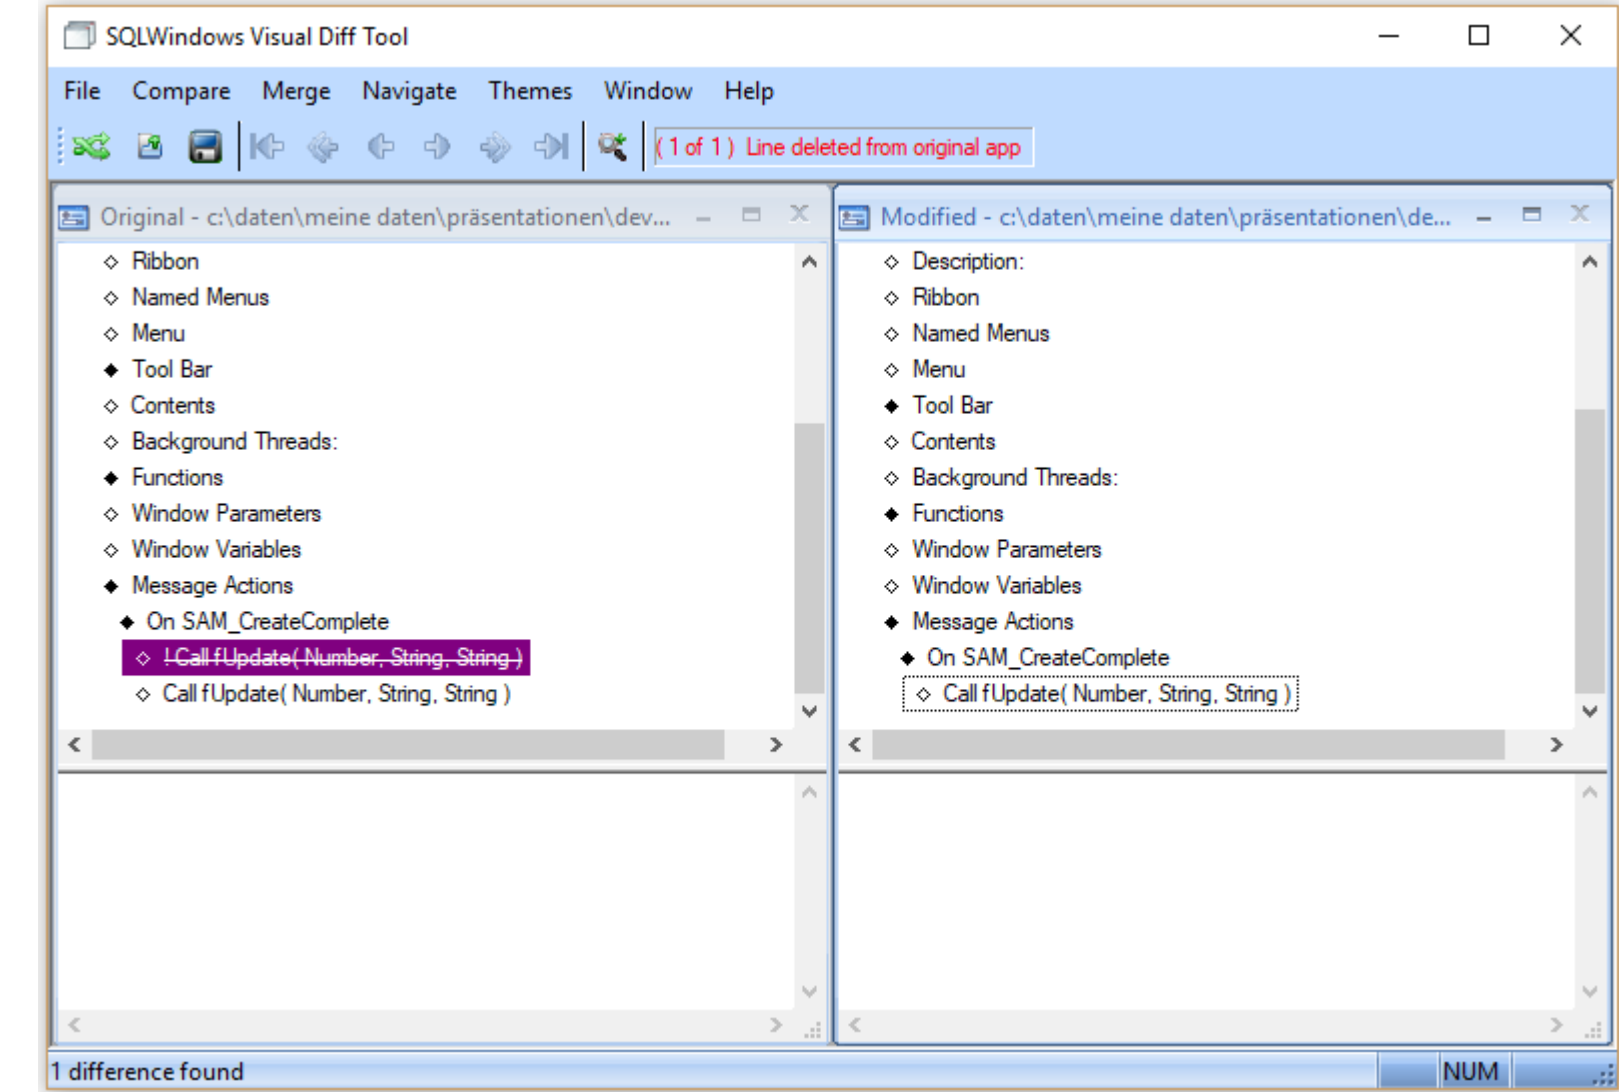 SQLWindows Visual Diff Tool
File Compare Merge Navigate Themes Window Help
( 1 of 1 ) Line deleted from original app
Original - c:\daten\meine daten\präsentationen\dev...
Ribbon
Named Menus
Menu
Tool Bar
Contents
Background Threads:
Functions
Window Parameters
Window Variables
Message Actions
On SAM_CreateComplete
! Call fUpdate( Number, String, String )
Call fUpdate( Number, String, String )
Modified - c:\daten\meine daten\präsentationen\de...
Description:
Ribbon
Named Menus
Menu
Tool Bar
Contents
Background Threads:
Functions
Window Parameters
Window Variables
Message Actions
On SAM_CreateComplete
Call fUpdate( Number, String, String )
1 difference found
NUM